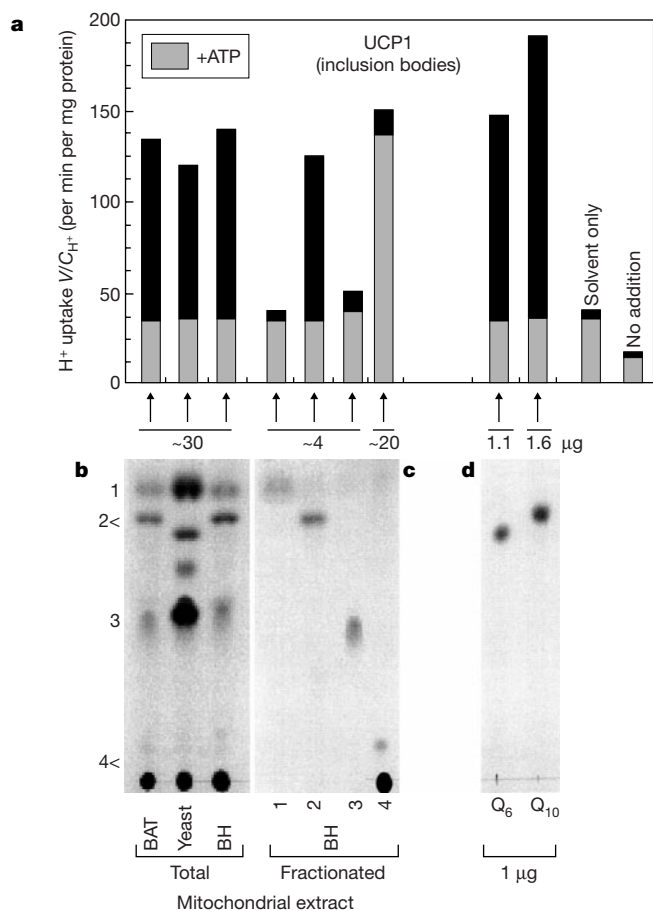 a
200
150
100
50
0
H⁺ uptake V/C_H⁺ (per min per mg protein)
+ATP
UCP1
(inclusion bodies)
Solvent only
No addition
~30
~4
~20
1.1
1.6
µg
b
c
d
1
2<
3
4<
BAT
Yeast
BH
1
2
3
4
Q₆
Q₁₀
BH
Total
Fractionated
1 µg
Mitochondrial extract